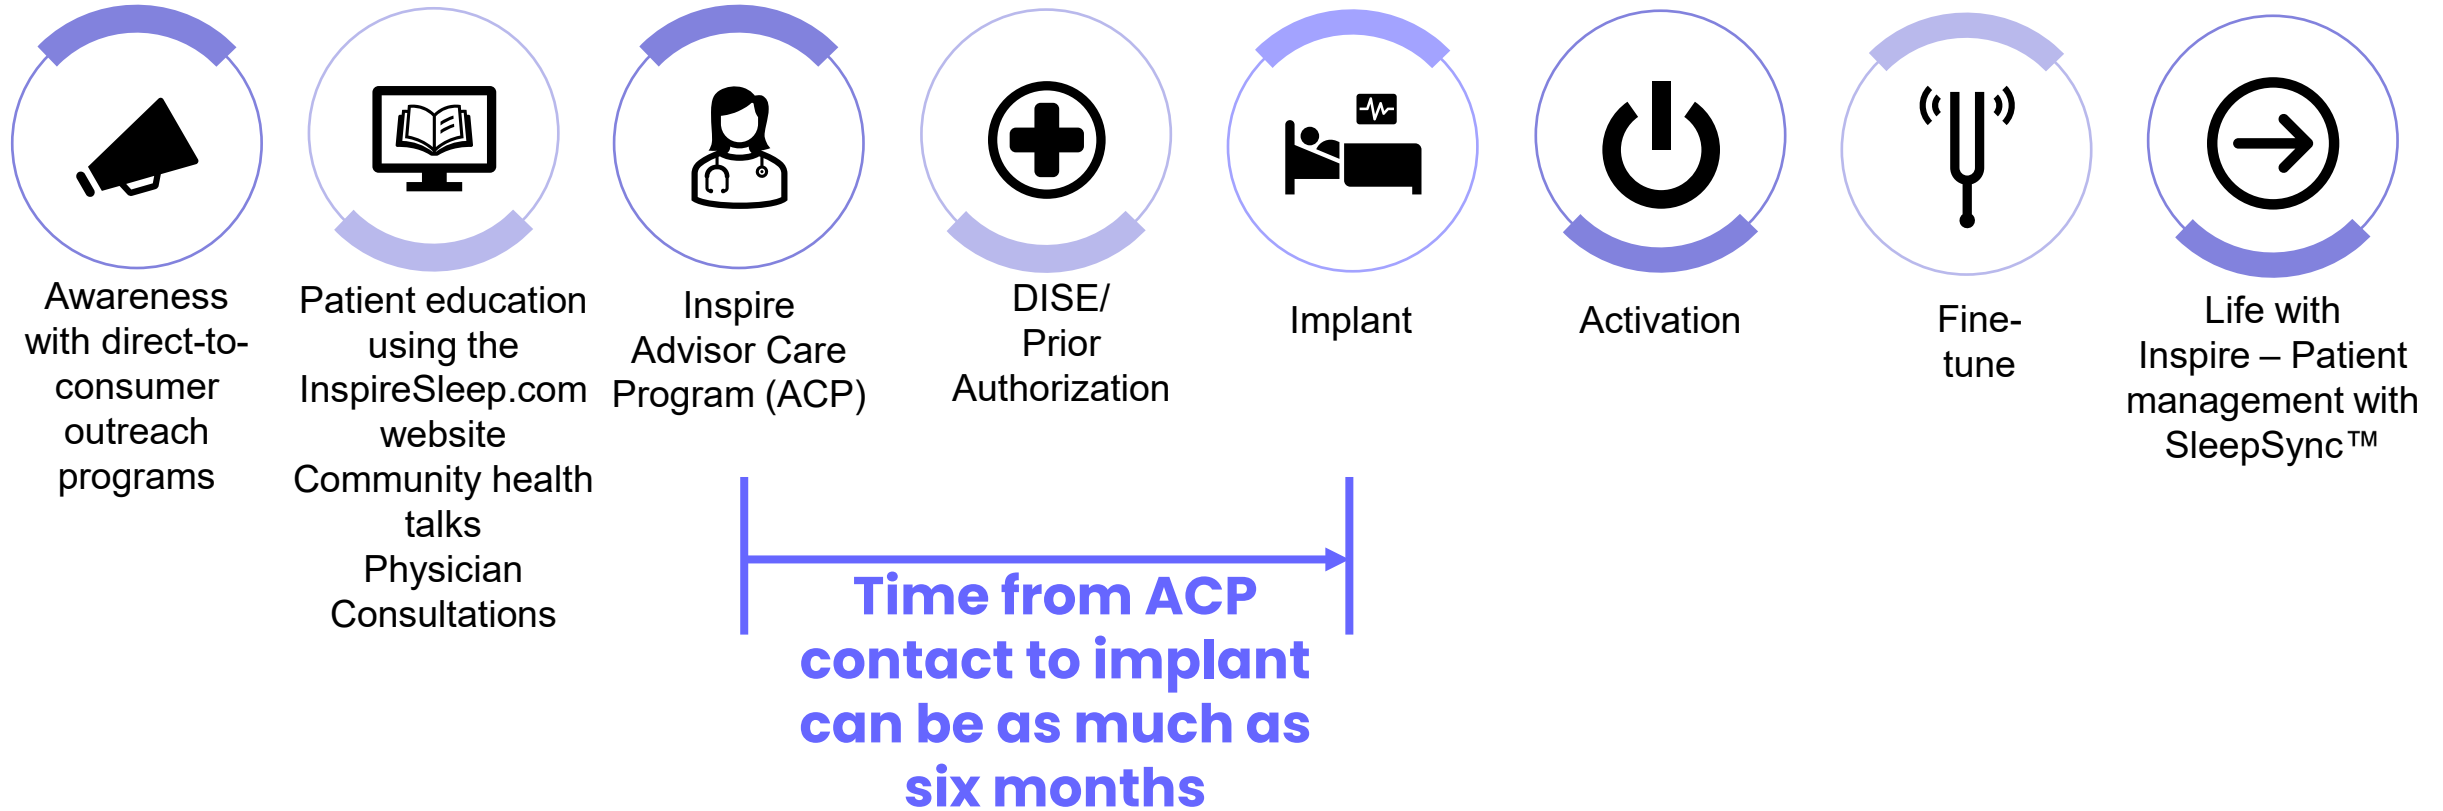 Awareness
with direct-to-
consumer
outreach
programs
Patient education
using the
InspireSleep.com
website
Community health
talks
Physician
Consultations
Inspire
Advisor Care
Program (ACP)
DISE/
Prior
Authorization
Implant
Activation
Fine-
tune
Life with
Inspire – Patient
management with
SleepSync™
Time from ACP
contact to implant
can be as much as
six months